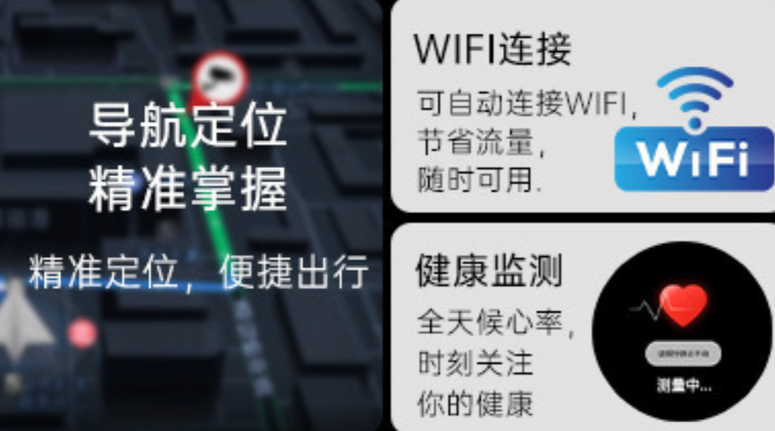 导航定位
精准掌握
精准定位，便捷出行
WIFI连接
可自动连接WIFI，
节省流量，
随时可用.
WiFi
健康监测
全天候心率，
时刻关注
你的健康
测量中...